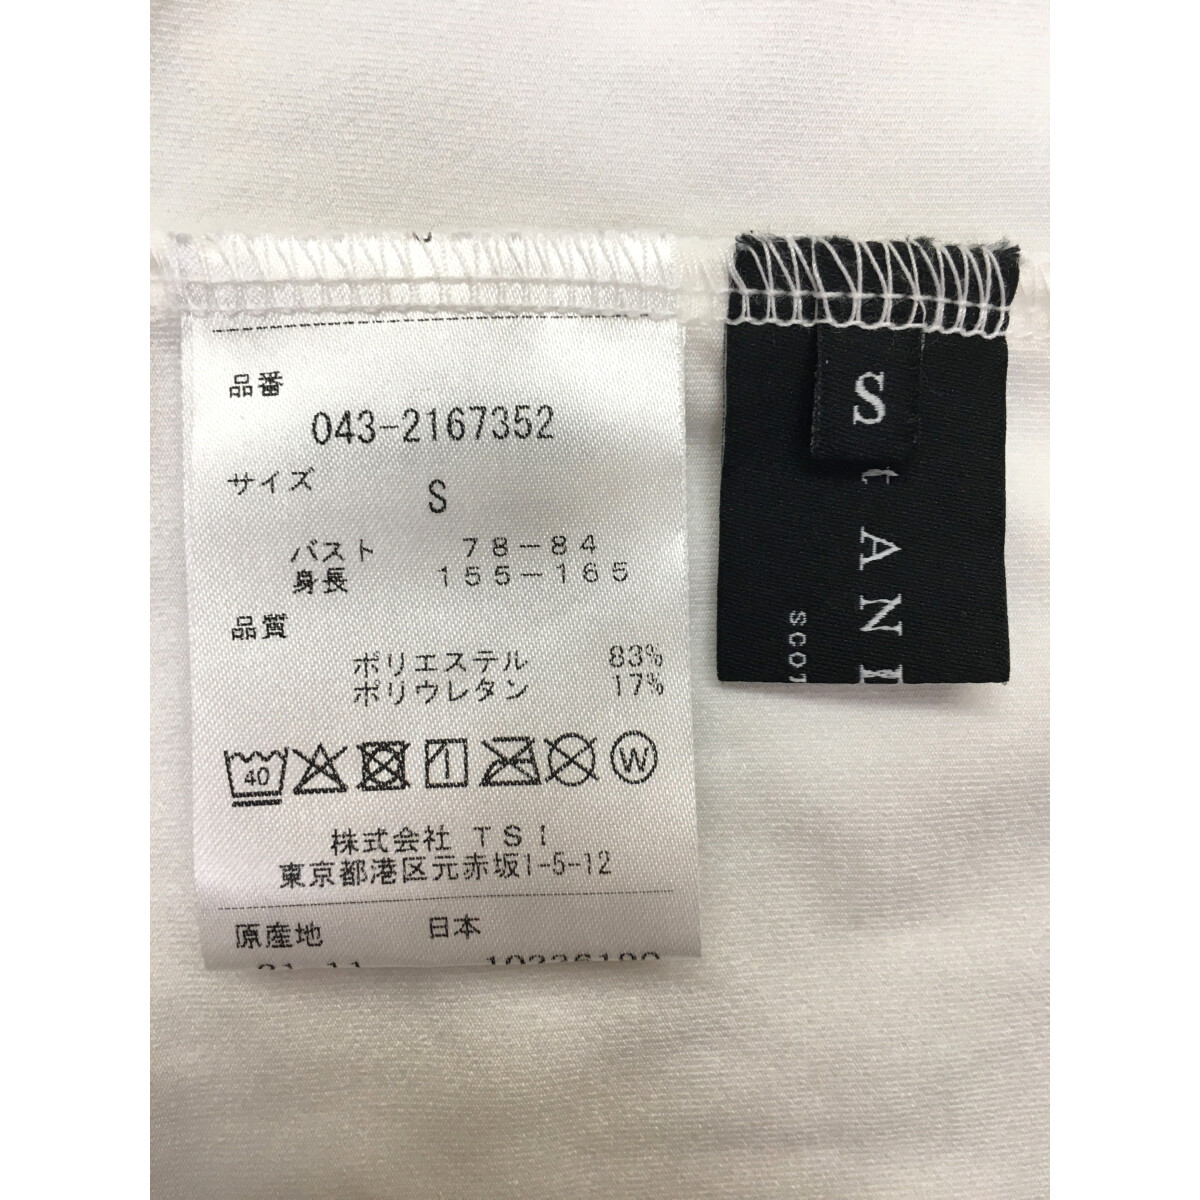 品番
043-2167352
サイズ
S
バスト 78-84
身長 155-165
品質
ポリエステル 83%
ポリウレタン 17%
40
W
株式会社 TSI
東京都港区元赤坂1-5-12
原産地 日本
S
t AN
SCOT